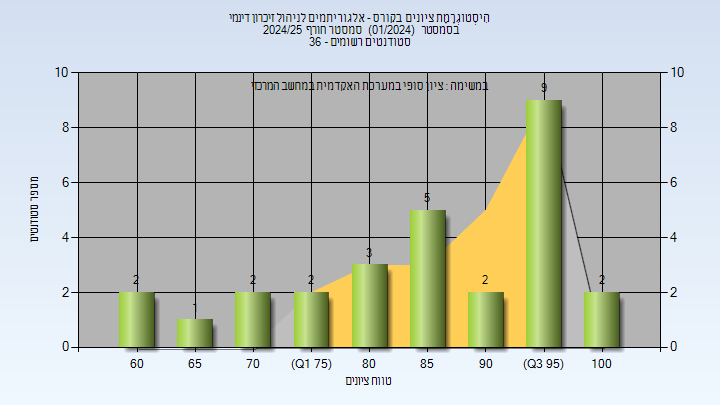 הִיסְטוֹגְרָמַת ציונים בקורס - אלגוריתמים לניהול זיכרון דינמי
בסמסטר (01/2024) סמסטר חורף 2024/25
סטודנטים רשומים - 36
במשימה : ציון סופי במערכת האקדמית במחשב המרכזי
10 10
9
8 8
מספר סטודנטים
6 6
5
4 4
3
2 2 2 2 2 2 2
1
0 0
60 65 70 (Q1 75) 80 85 90 (Q3 95) 100
טווח ציונים